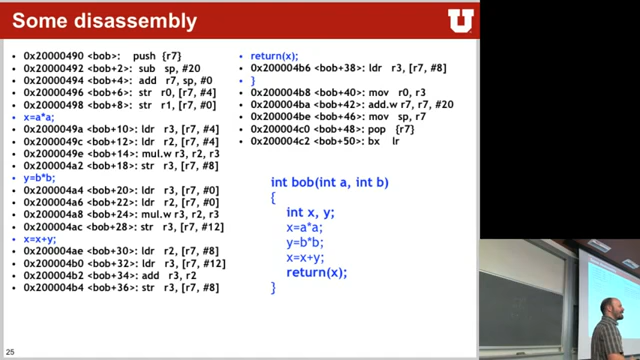 Some disassembly
U
0x20000490 <bob>: push {r7}
0x20000492 <bob+2>: sub sp, #20
0x20000494 <bob+4>: add r7, sp, #0
0x20000496 <bob+6>: str r0, [r7, #4]
0x20000498 <bob+8>: str r1, [r7, #0]
x=a*a;
0x2000049a <bob+10>: ldr r3, [r7, #4]
0x2000049c <bob+12>: ldr r2, [r7, #4]
0x2000049e <bob+14>: mul.w r3, r2, r3
0x200004a2 <bob+18>: str r3, [r7, #8]
y=b*b;
0x200004a4 <bob+20>: ldr r3, [r7, #0]
0x200004a6 <bob+22>: ldr r2, [r7, #0]
0x200004a8 <bob+24>: mul.w r3, r2, r3
0x200004ac <bob+28>: str r3, [r7, #12]
x=x+y;
0x200004ae <bob+30>: ldr r2, [r7, #8]
0x200004b0 <bob+32>: ldr r3, [r7, #12]
0x200004b2 <bob+34>: add r3, r2
0x200004b4 <bob+36>: str r3, [r7, #8]
return(x);
0x200004b6 <bob+38>: ldr r3, [r7, #8]
}
0x200004b8 <bob+40>: mov r0, r3
0x200004ba <bob+42>: add.w r7, r7, #20
0x200004be <bob+46>: mov sp, r7
0x200004c0 <bob+48>: pop {r7}
0x200004c2 <bob+50>: bx lr
int bob(int a, int b)
{
int x, y;
x=a*a;
y=b*b;
x=x+y;
return(x);
}
25